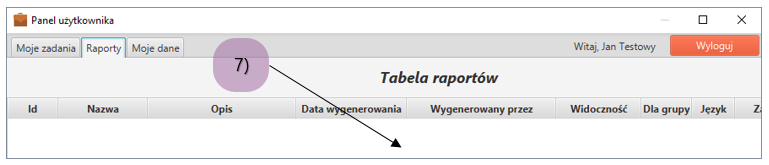 Panel użytkownika
Moje zadania Raporty Moje dane Witaj, Jan Testowy Wyloguj
7)
Tabela raportów
Id Nazwa Opis Data wygenerowania Wygenerowany przez Widoczność Dla grupy Język